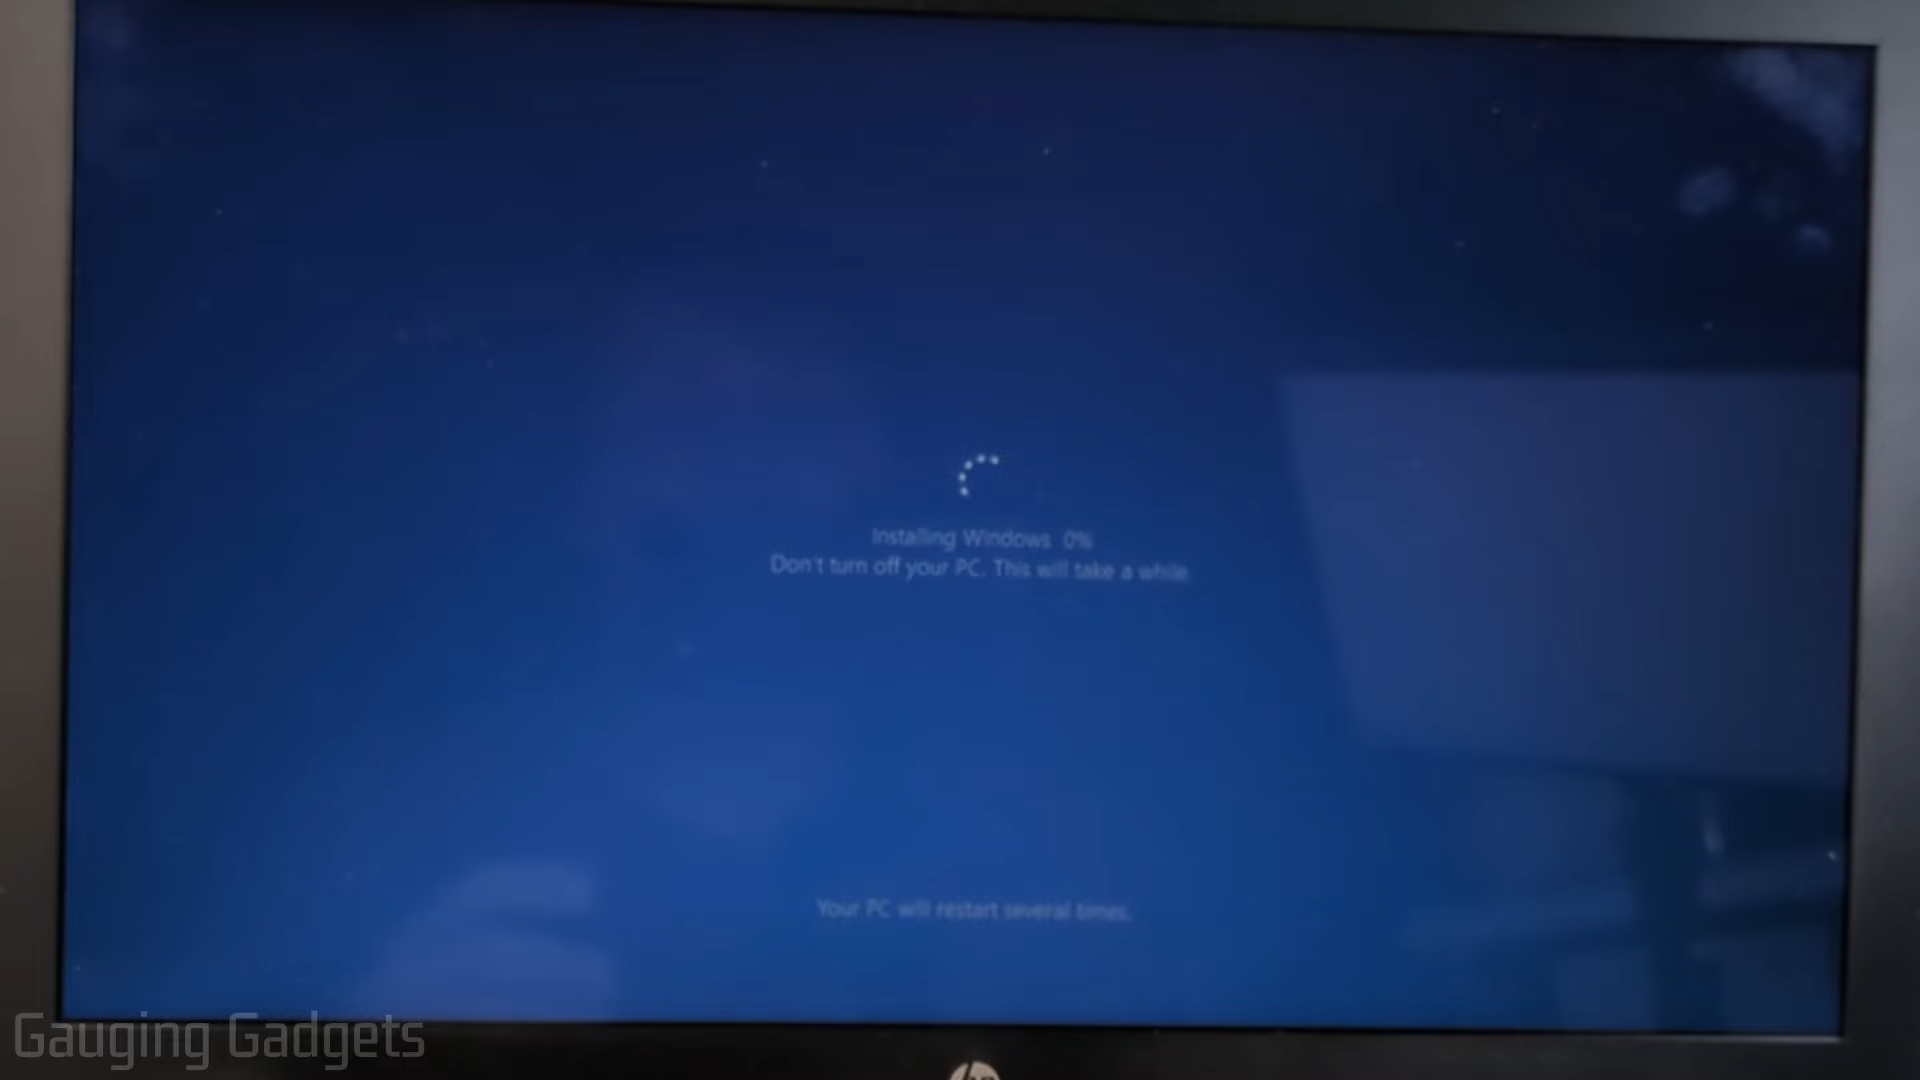 Installing Windows 0%
Don't turn off your PC. This will take a while.
Your PC will restart several times.
Gauging Gadgets
hp